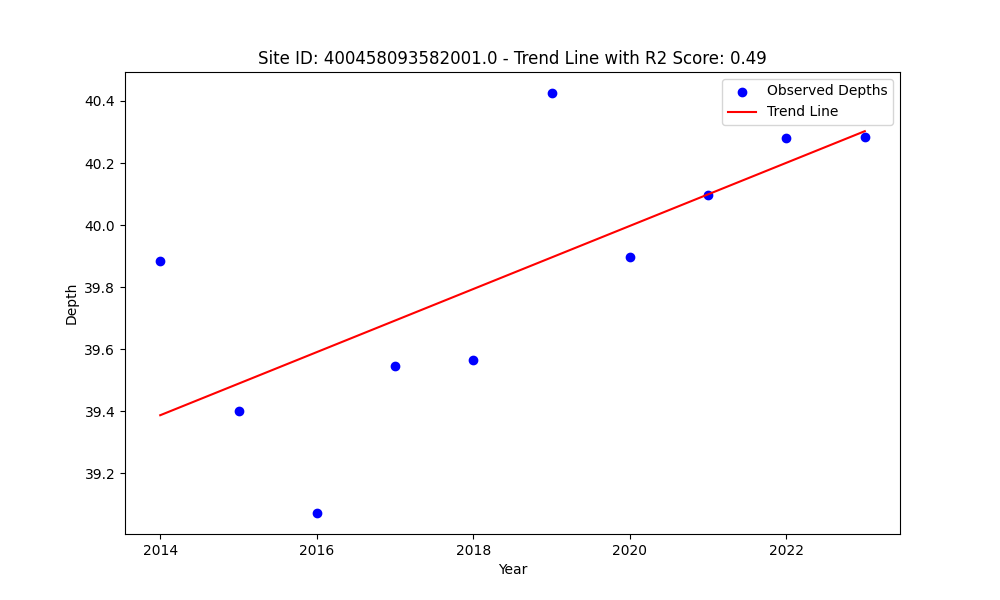 Site ID: 400458093582001.0 - Trend Line with R2 Score: 0.49
Observed Depths
Trend Line
40.4
40.2
40.0
39.8
39.6
39.4
39.2
Depth
2014
2016
2018
2020
2022
Year